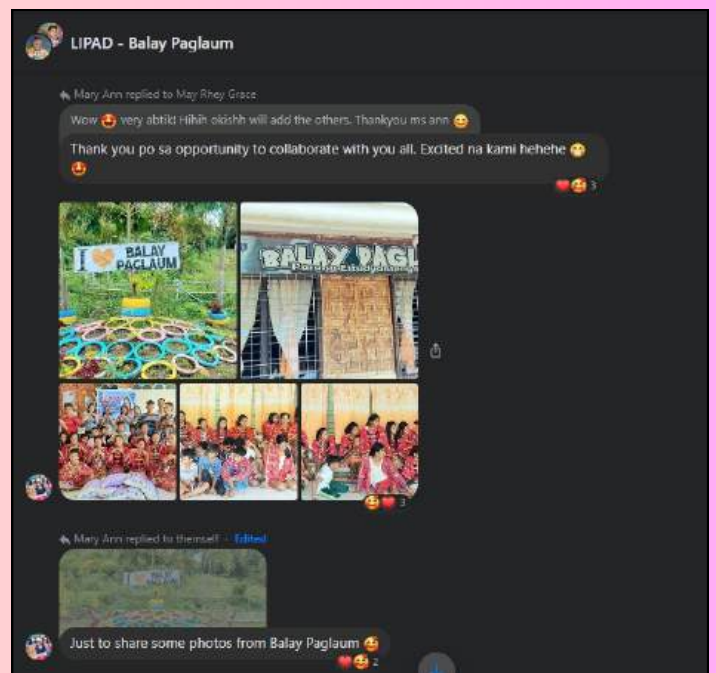 LIPAD - Balay Paglaum
Mary Ann replied to May Rhey Grace
Wow 🤩 very abtik! Hihih okishh will add the others. Thankyou ms ann 😊
Thank you po sa opportunity to collaborate with you all. Excited na kami hehehe 😁
🤩
3
I 🧡 BALAY
PAGLAUM
BALAY PAGL
3
Mary Ann replied to themself · Edited
I BALAY
PAGLAUM
Just to share some photos from Balay Paglaum 🥰
2